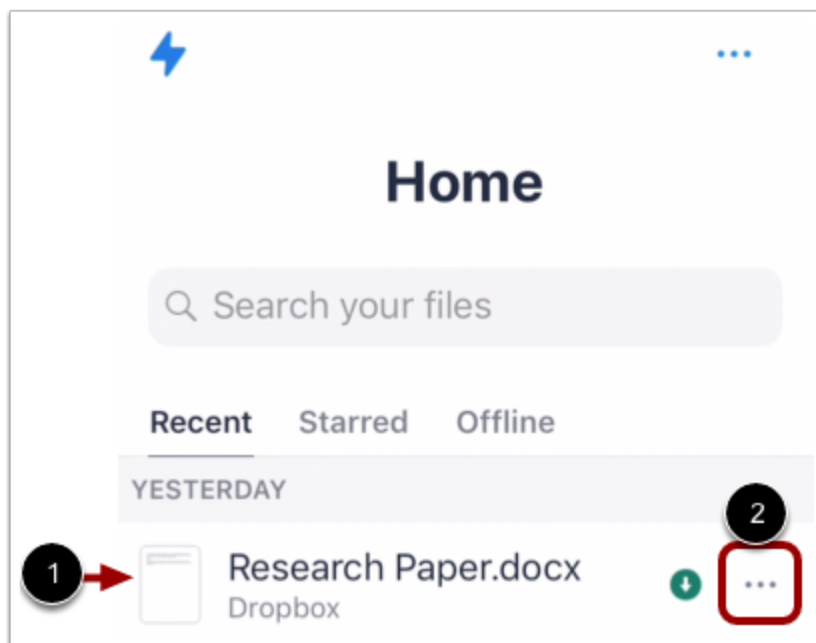 Home
Search your files
Recent Starred Offline
YESTERDAY
2
1 Research Paper.docx
Dropbox